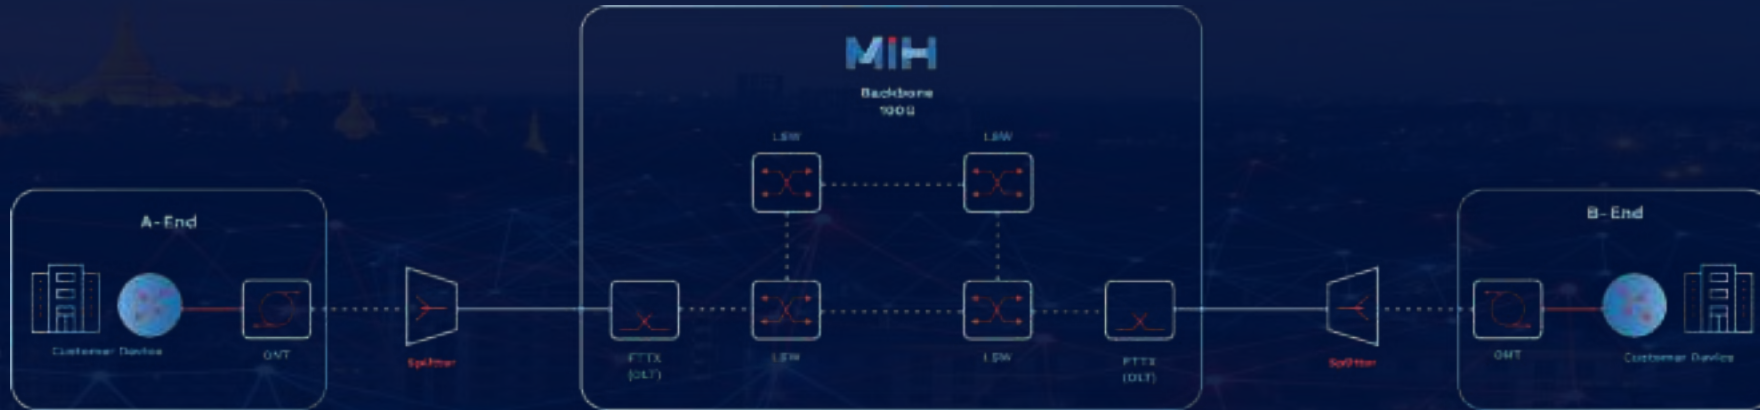 MiH
Backbone
100G
LSW
LSW
A-End
B-End
Customer Device
ONT
Splitter
FTTX
(OLT)
LSW
LSW
FTTX
(OLT)
Splitter
ONT
Customer Device